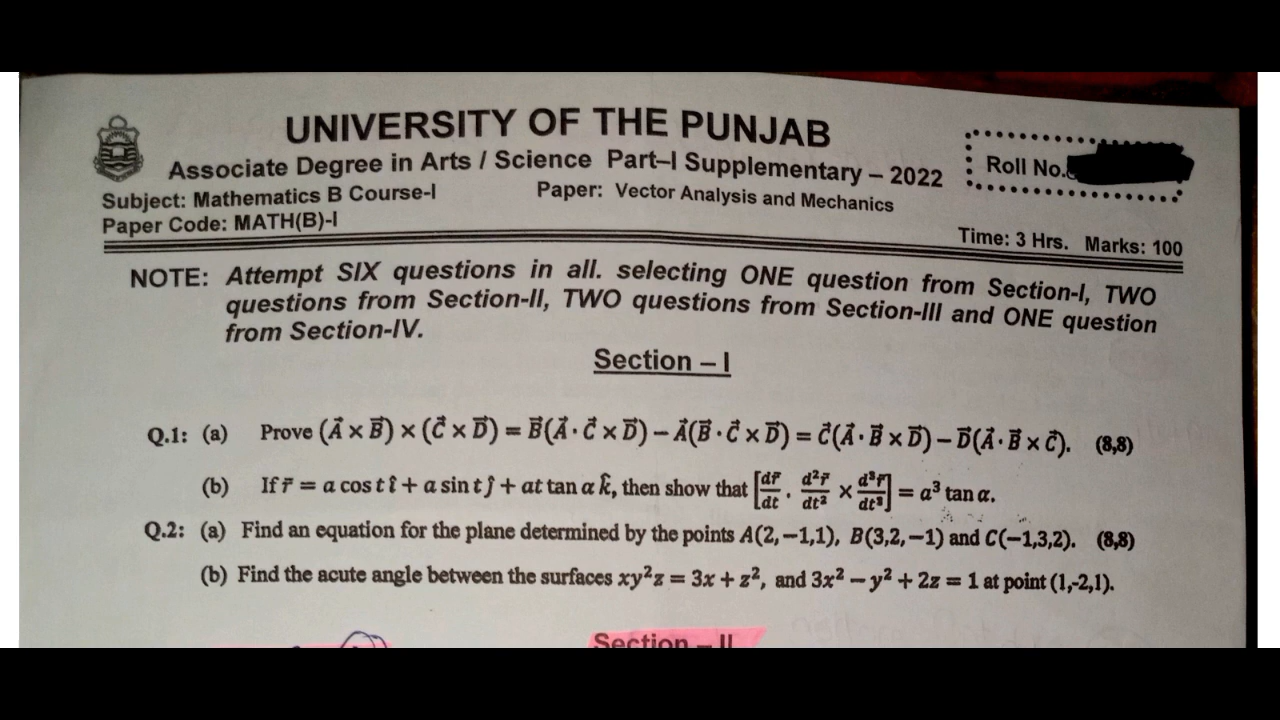 UNIVERSITY OF THE PUNJAB
Associate Degree in Arts / Science Part–I Supplementary – 2022
Roll No.
Subject: Mathematics B Course-I Paper: Vector Analysis and Mechanics
Paper Code: MATH(B)-I
Time: 3 Hrs. Marks: 100
NOTE: Attempt SIX questions in all. selecting ONE question from Section-I, TWO
questions from Section-II, TWO questions from Section-III and ONE question
from Section-IV.
Section – I
Q.1: (a) Prove (A⃗ × B⃗) × (C⃗ × D⃗) = B⃗(A⃗ · C⃗ × D⃗) – A⃗(B⃗ · C⃗ × D⃗) = C⃗(A⃗ · B⃗ × D⃗) – D⃗(A⃗ · B⃗ × C⃗). (8,8)
(b) If r⃗ = a cos t î + a sin t ĵ + at tan α k̂, then show that [dr⃗/dt · d²r⃗/dt² × d³r⃗/dt³] = a³ tan α.
Q.2: (a) Find an equation for the plane determined by the points A(2,−1,1), B(3,2,−1) and C(−1,3,2). (8,8)
(b) Find the acute angle between the surfaces xy²z = 3x + z², and 3x² − y² + 2z = 1 at point (1,-2,1).
Section – II